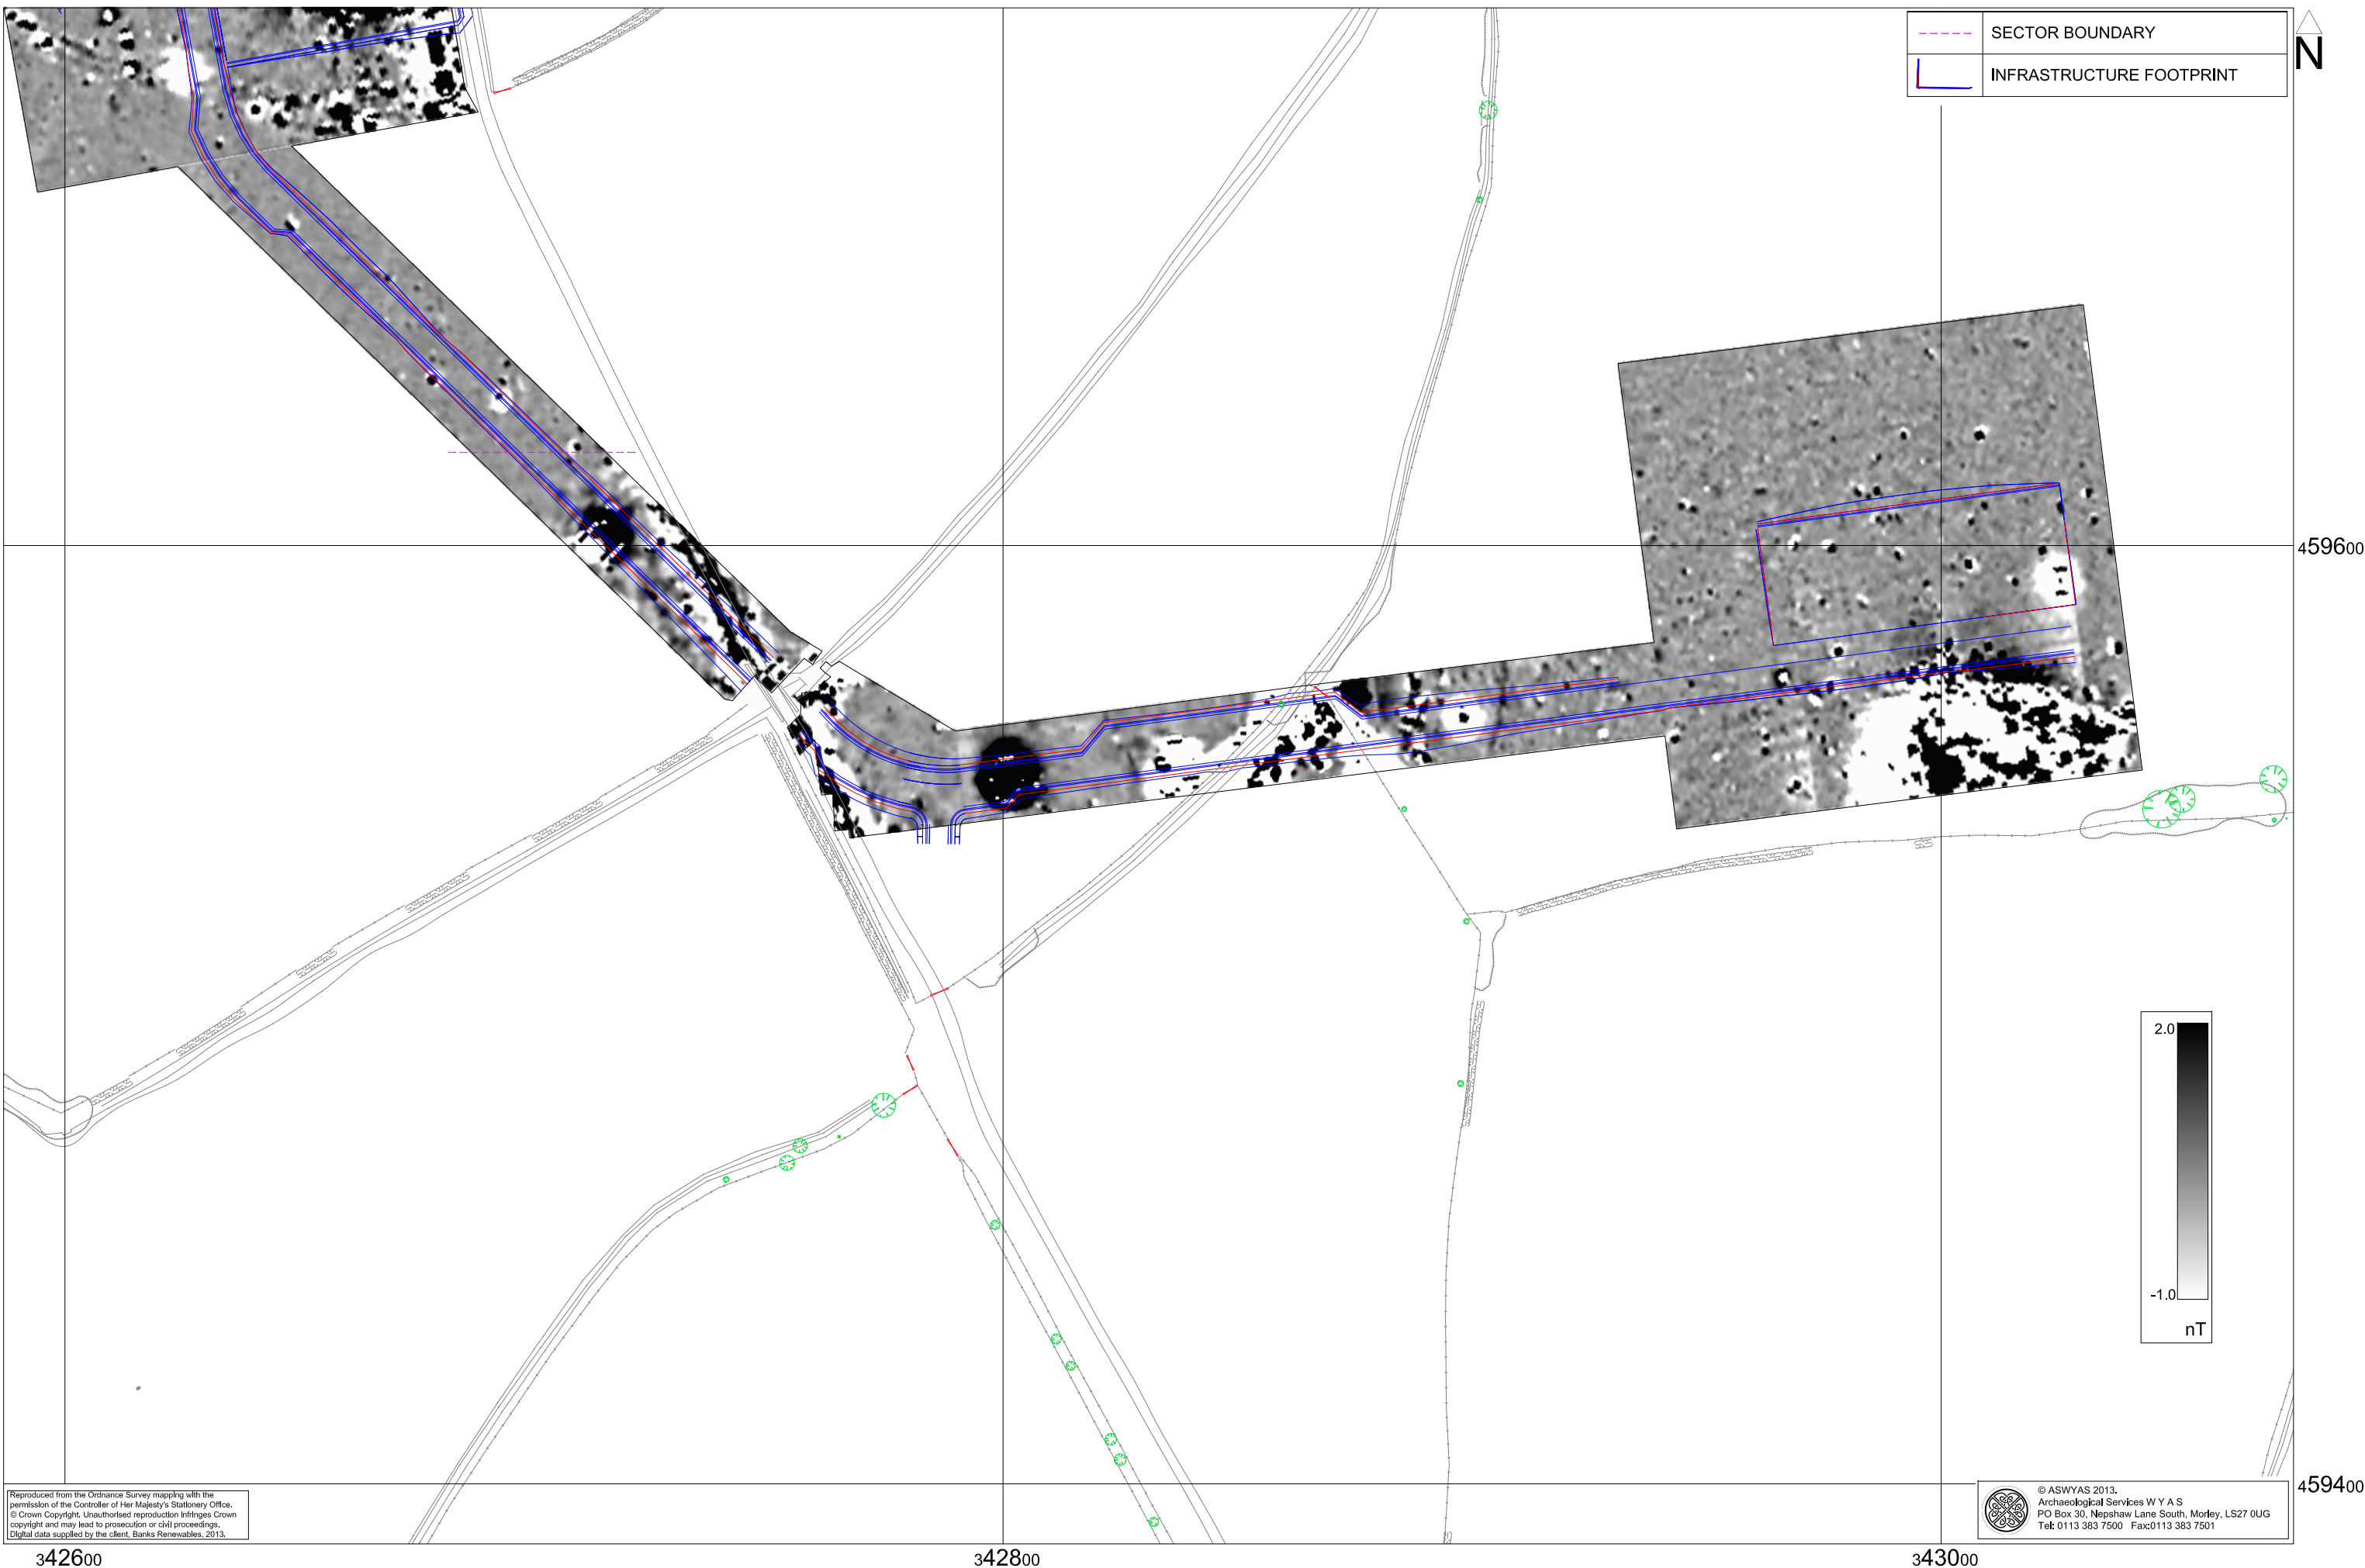 SECTOR BOUNDARY
INFRASTRUCTURE FOOTPRINT
N
459600
2.0
-1.0
nT
459400
Reproduced from the Ordnance Survey mapping with the
permission of the Controller of Her Majesty's Stationery Office.
© Crown Copyright. Unauthorised reproduction infringes Crown
copyright and may lead to prosecution or civil proceedings.
Digital data supplied by the client, Banks Renewables, 2013.
© ASWYAS 2013.
Archaeological Services W Y A S
PO Box 30, Nepshaw Lane South, Morley, LS27 0UG
Tel: 0113 383 7500 Fax:0113 383 7501
342600
342800
343000